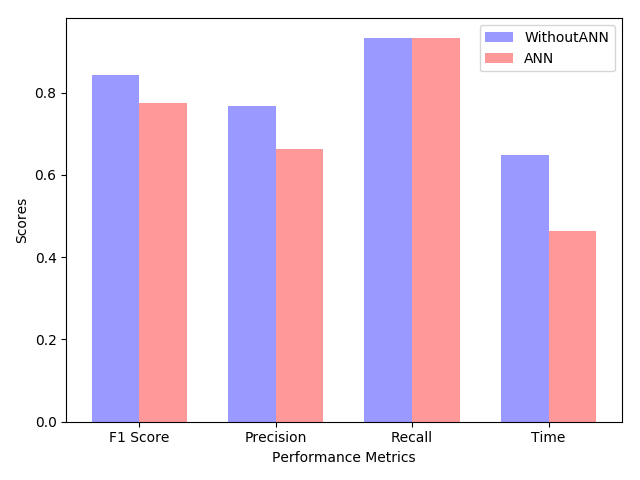 WithoutANN
ANN
Scores
0.8
0.6
0.4
0.2
0.0
F1 Score Precision Recall Time
Performance Metrics